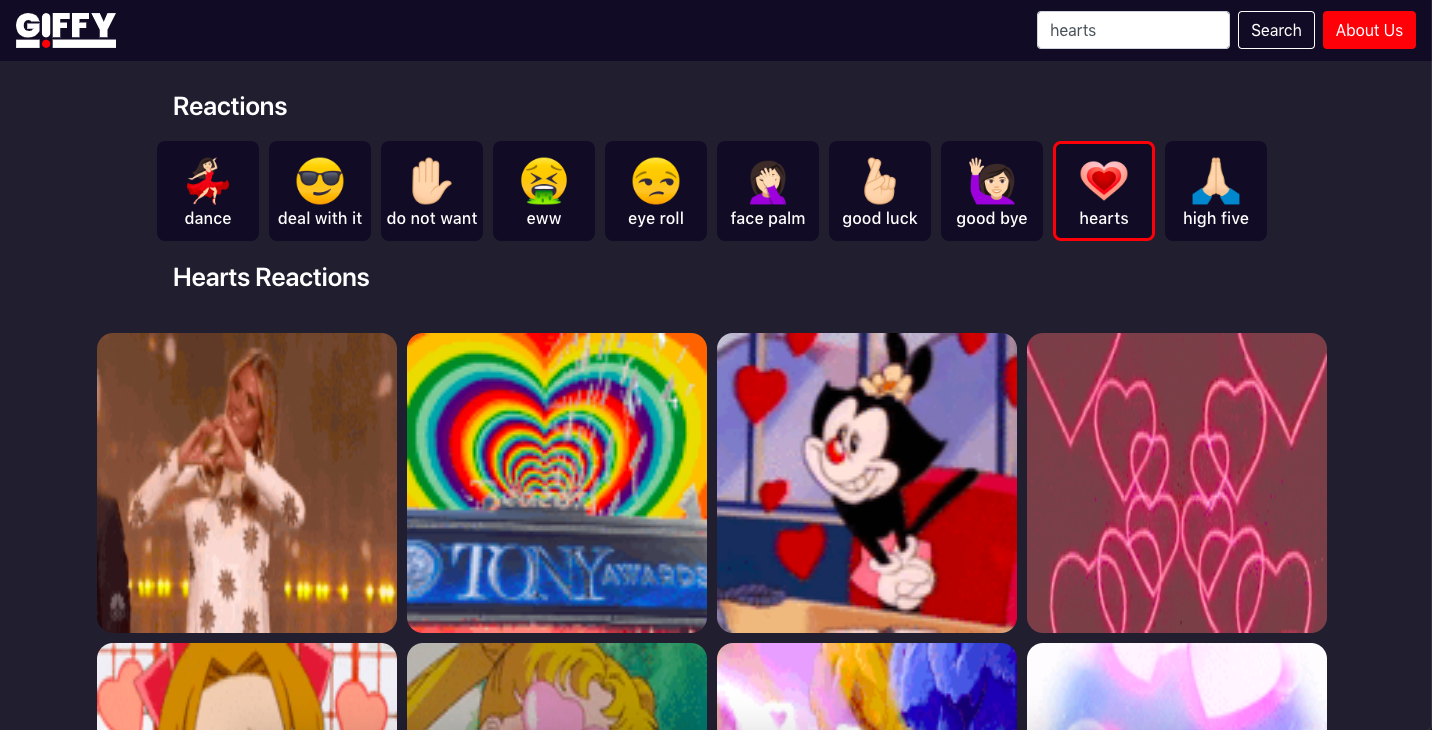 GIFFY
hearts
Search
About Us
Reactions
dance
deal with it
do not want
eww
eye roll
face palm
good luck
good bye
hearts
high five
Hearts Reactions
TONY AWARDS